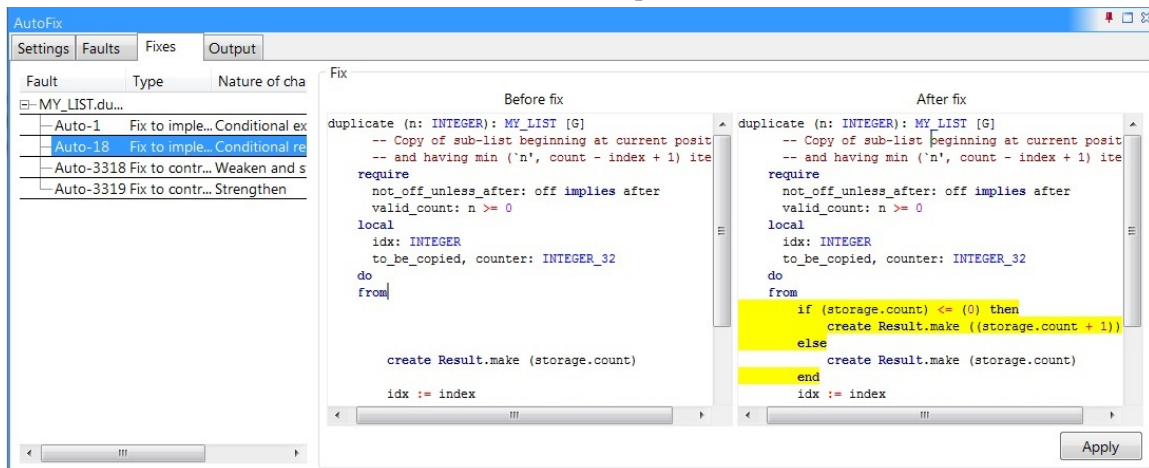 AutoFix
Settings Faults Fixes Output
Fault Type Nature of cha
MY_LIST.du...
Auto-1 Fix to imple... Conditional ex
Auto-18 Fix to imple... Conditional re
Auto-3318 Fix to contr... Weaken and s
Auto-3319 Fix to contr... Strengthen
Fix
Before fix
duplicate (n: INTEGER): MY_LIST [G]
-- Copy of sub-list beginning at current posit
-- and having min (`n', count - index + 1) ite
require
not_off_unless_after: off implies after
valid_count: n >= 0
local
idx: INTEGER
to_be_copied, counter: INTEGER_32
do
from
create Result.make (storage.count)
idx := index
After fix
duplicate (n: INTEGER): MY_LIST [G]
-- Copy of sub-list beginning at current posit
-- and having min (`n', count - index + 1) ite
require
not_off_unless_after: off implies after
valid_count: n >= 0
local
idx: INTEGER
to_be_copied, counter: INTEGER_32
do
from
if (storage.count) <= (0) then
create Result.make ((storage.count + 1))
else
create Result.make (storage.count)
end
idx := index
Apply